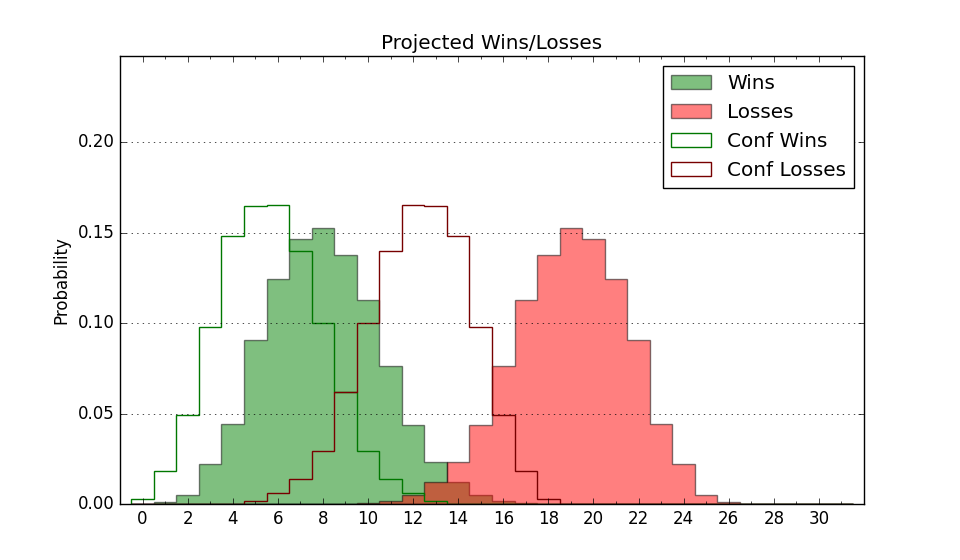 Projected Wins/Losses
Wins
Losses
Conf Wins
Conf Losses
Probability
0.20
0.15
0.10
0.05
0.00
0 2 4 6 8 10 12 14 16 18 20 22 24 26 28 30